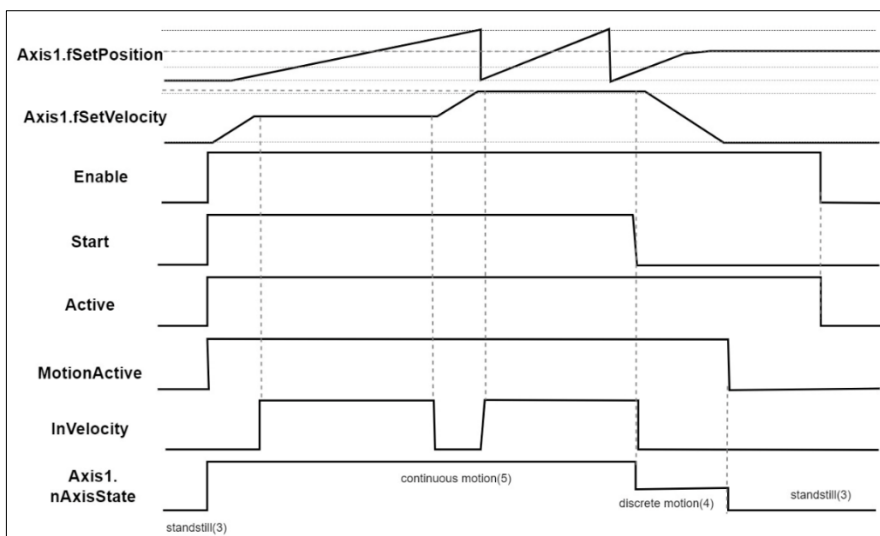 Axis1.fSetPosition
Axis1.fSetVelocity
Enable
Start
Active
MotionActive
InVelocity
Axis1.
nAxisState
continuous motion(5)
discrete motion(4)
standstill(3)
standstill(3)